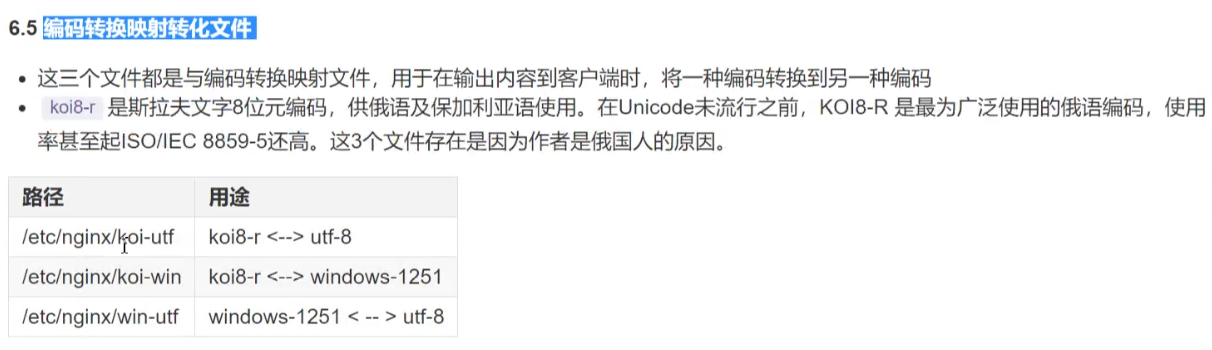 6.5 编码转换映射转化文件
这三个文件都是与编码转换映射文件，用于在输出内容到客户端时，将一种编码转换到另一种编码
koi8-r 是斯拉夫文字8位元编码，供俄语及保加利亚语使用。在Unicode未流行之前，KOI8-R 是最为广泛使用的俄语编码，使用
率甚至起ISO/IEC 8859-5还高。这3个文件存在是因为作者是俄国人的原因。
路径 用途
/etc/nginx/koi-utf koi8-r <--> utf-8
/etc/nginx/koi-win koi8-r <--> windows-1251
/etc/nginx/win-utf windows-1251 < -- > utf-8